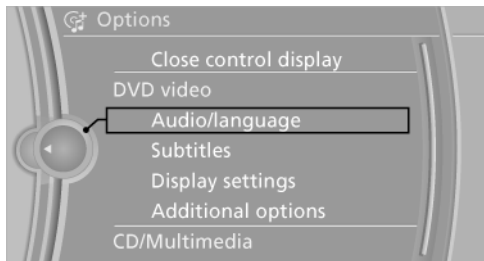 Options
Close control display
DVD video
Audio/language
Subtitles
Display settings
Additional options
CD/Multimedia